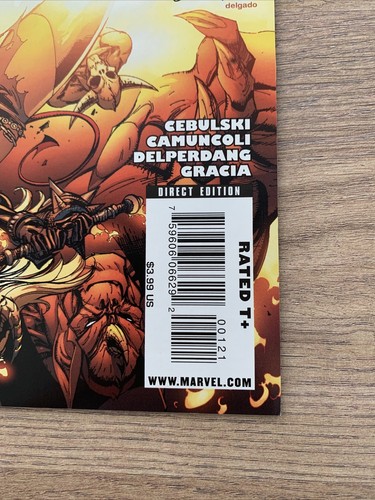 delgado
CEBULSKI
CAMUNCOLI
DELPERDANG
GRACIA
DIRECT EDITION
7 59606 06629 2
00121
$3.99 US
RATED T+
WWW.MARVEL.COM